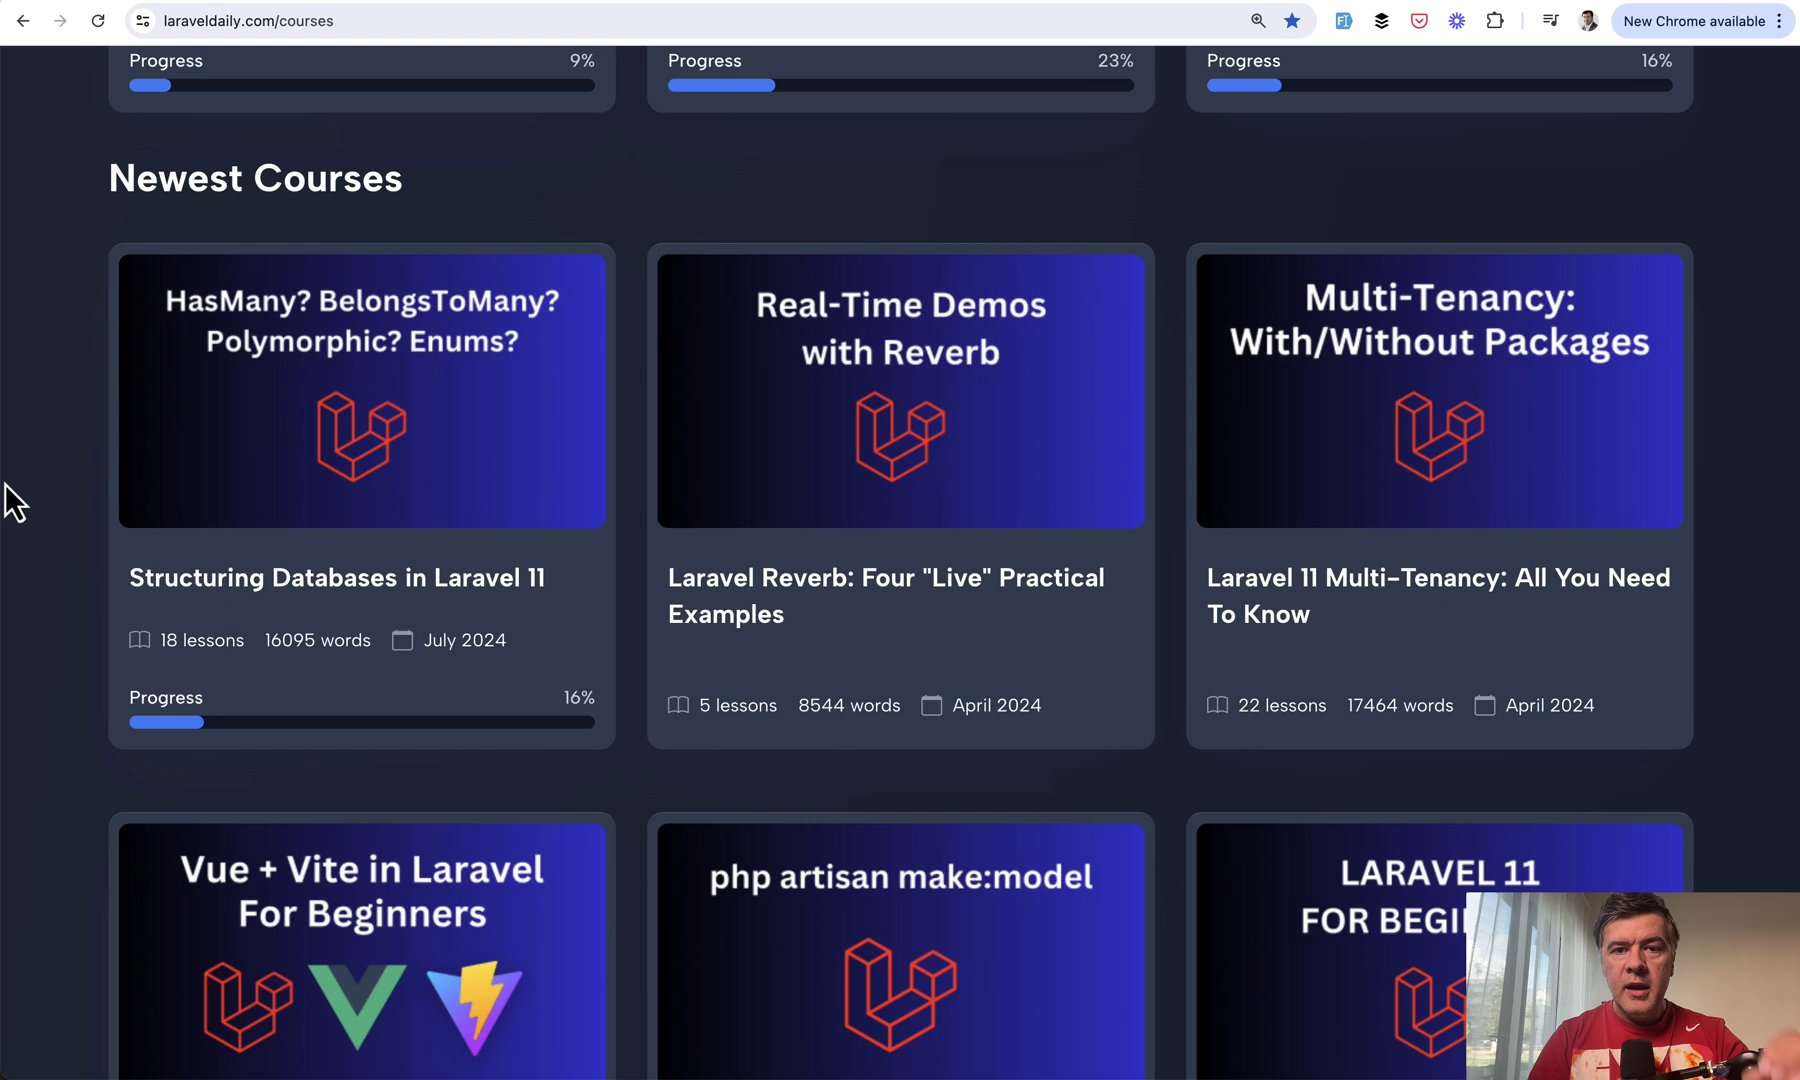 laraveldaily.com/courses
New Chrome available
Progress 9%
Progress 23%
Progress 16%
Newest Courses
HasMany? BelongsToMany?
Polymorphic? Enums?
Structuring Databases in Laravel 11
18 lessons 16095 words July 2024
Progress 16%
Real-Time Demos
with Reverb
Laravel Reverb: Four "Live" Practical
Examples
5 lessons 8544 words April 2024
Multi-Tenancy:
With/Without Packages
Laravel 11 Multi-Tenancy: All You Need
To Know
22 lessons 17464 words April 2024
Vue + Vite in Laravel
For Beginners
php artisan make:model
LARAVEL 11
FOR